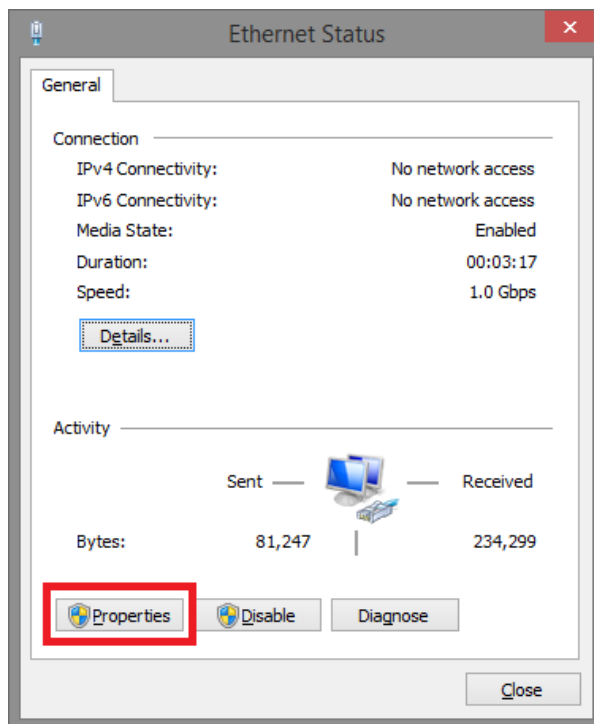 Ethernet Status
General
Connection
IPv4 Connectivity: No network access
IPv6 Connectivity: No network access
Media State: Enabled
Duration: 00:03:17
Speed: 1.0 Gbps
Details...
Activity
Sent Received
Bytes: 81,247 234,299
Properties Disable Diagnose
Close